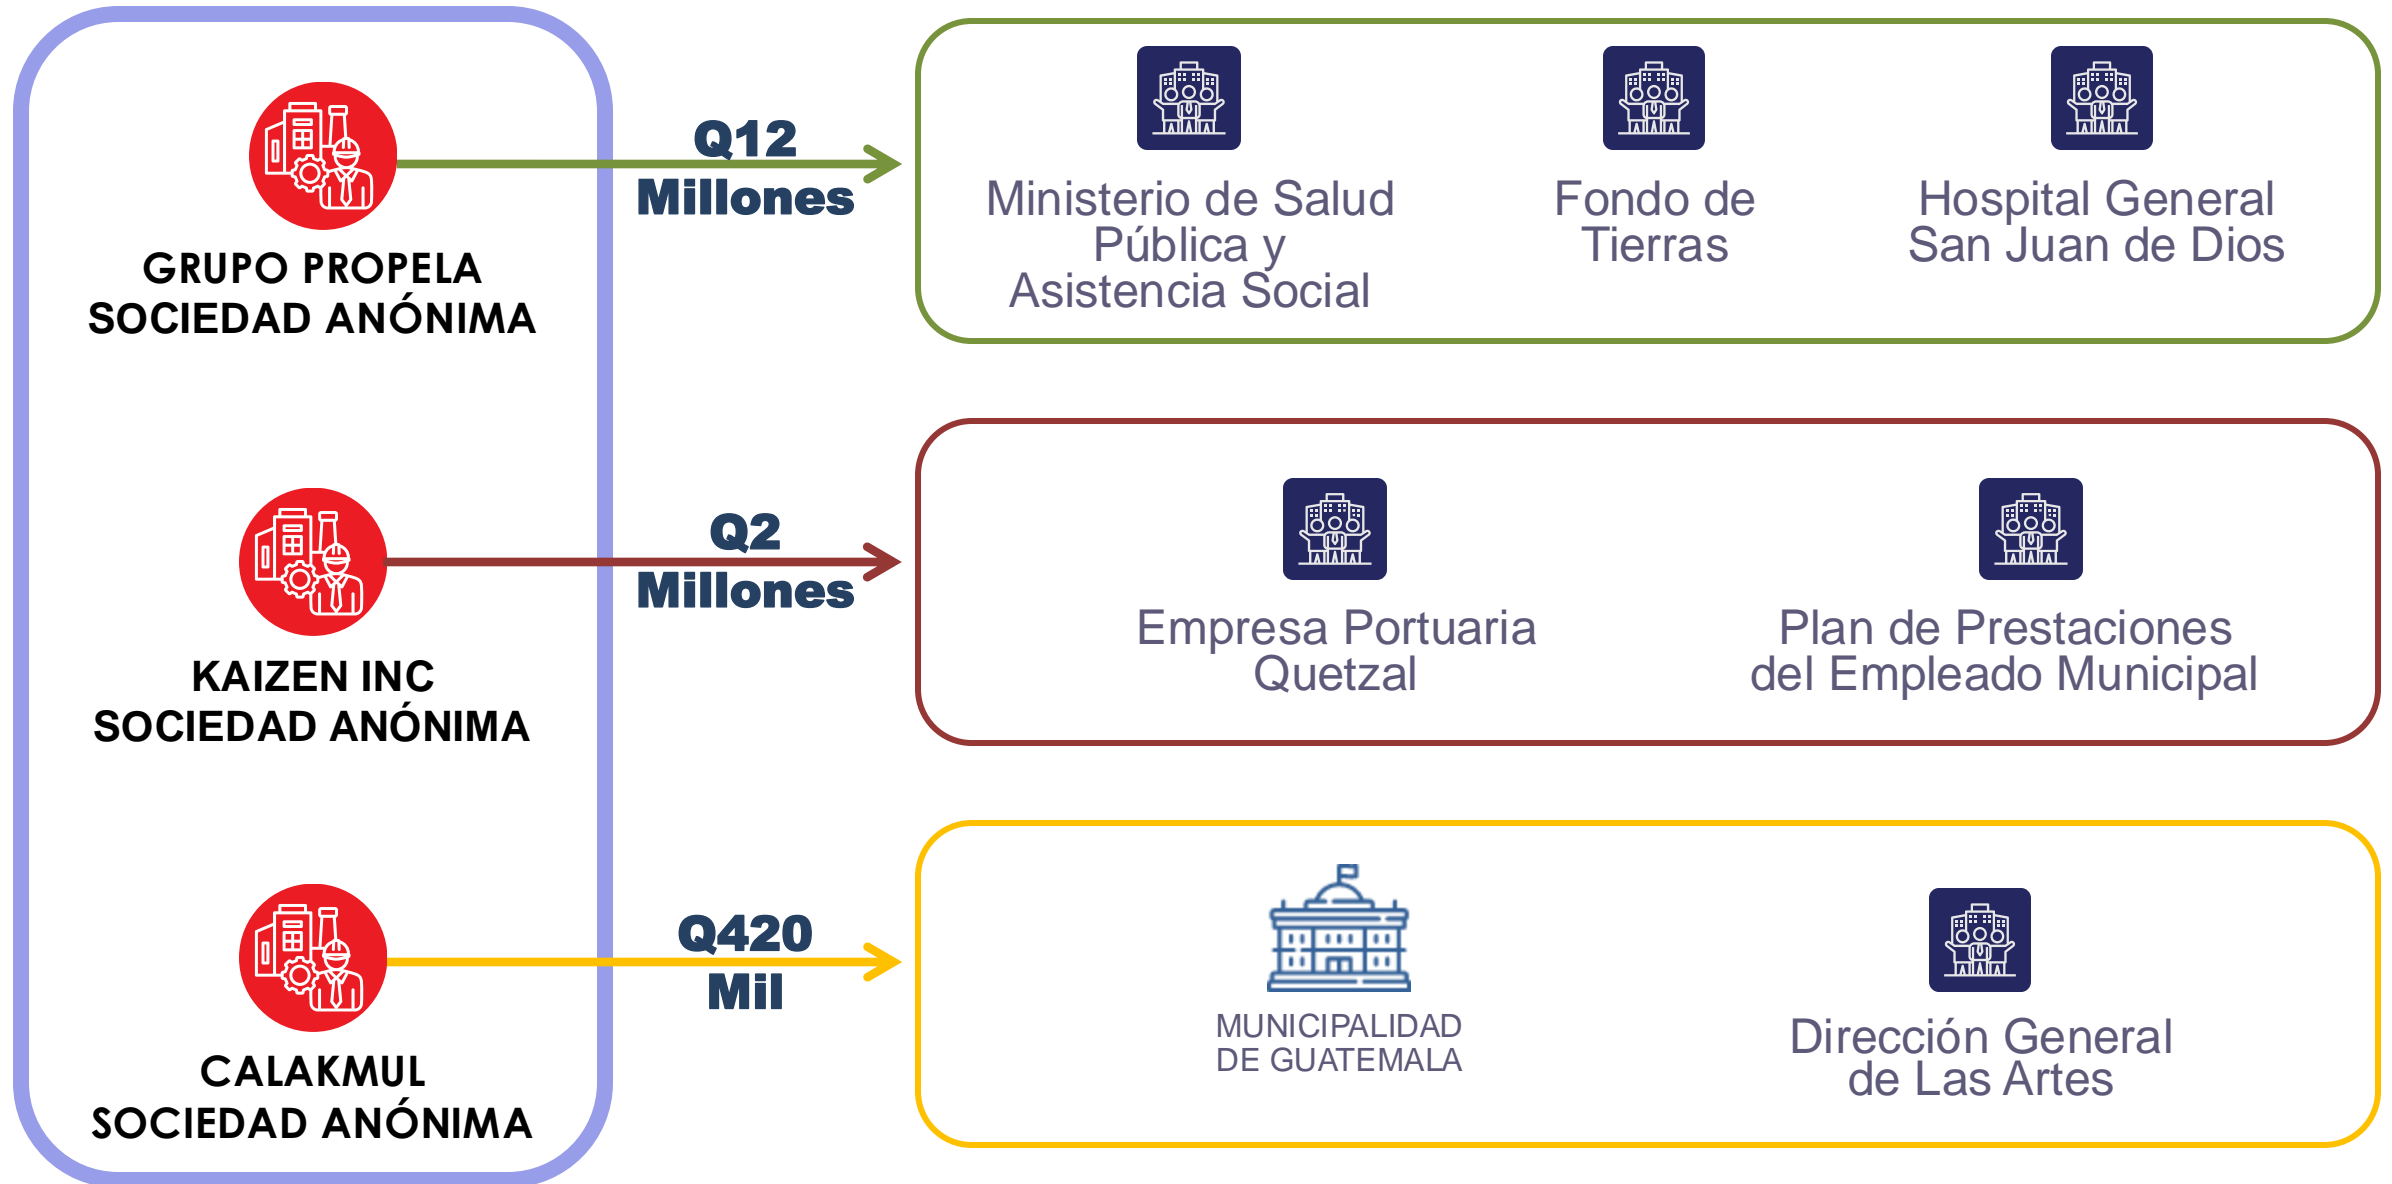 GRUPO PROPELA
SOCIEDAD ANÓNIMA
Q12
Millones
Ministerio de Salud
Pública y
Asistencia Social
Fondo de
Tierras
Hospital General
San Juan de Dios
KAIZEN INC
SOCIEDAD ANÓNIMA
Q2
Millones
Empresa Portuaria
Quetzal
Plan de Prestaciones
del Empleado Municipal
CALAKMUL
SOCIEDAD ANÓNIMA
Q420
Mil
MUNICIPALIDAD
DE GUATEMALA
Dirección General
de Las Artes